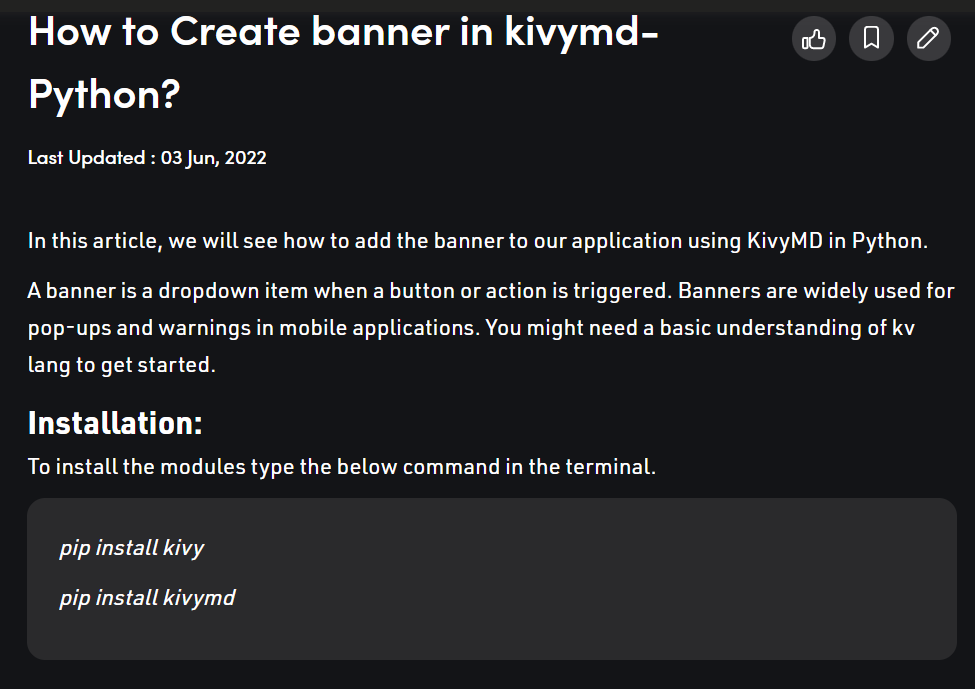 How to Create banner in kivymd-
Python?
Last Updated : 03 Jun, 2022
In this article, we will see how to add the banner to our application using KivyMD in Python.
A banner is a dropdown item when a button or action is triggered. Banners are widely used for
pop-ups and warnings in mobile applications. You might need a basic understanding of kv
lang to get started.
Installation:
To install the modules type the below command in the terminal.
pip install kivy
pip install kivymd